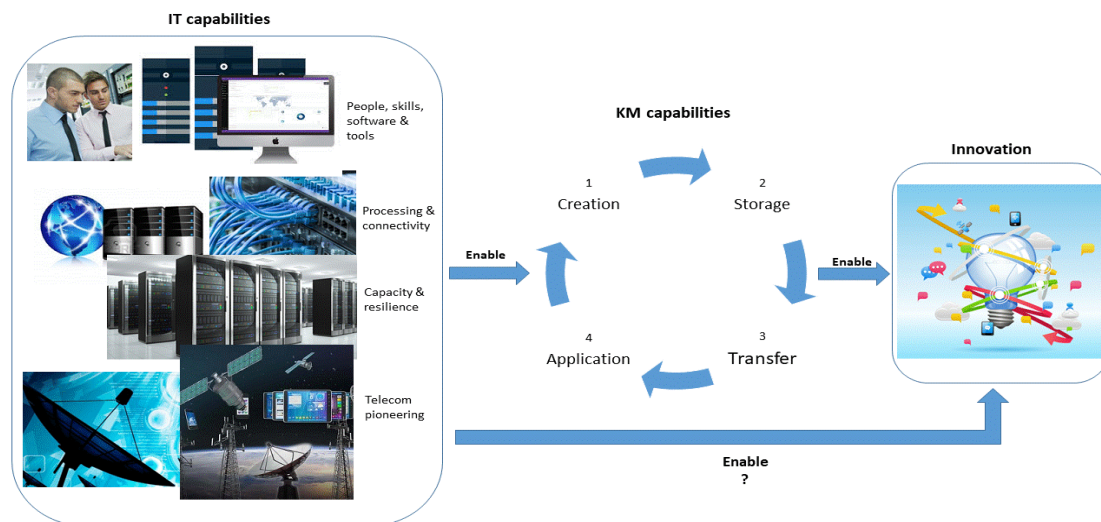 IT capabilities
People, skills,
software &
tools
Processing &
connectivity
Capacity &
resilience
Telecom
pioneering
Enable
KM capabilities
1
Creation
2
Storage
3
Transfer
4
Application
Enable
Innovation
Enable
?